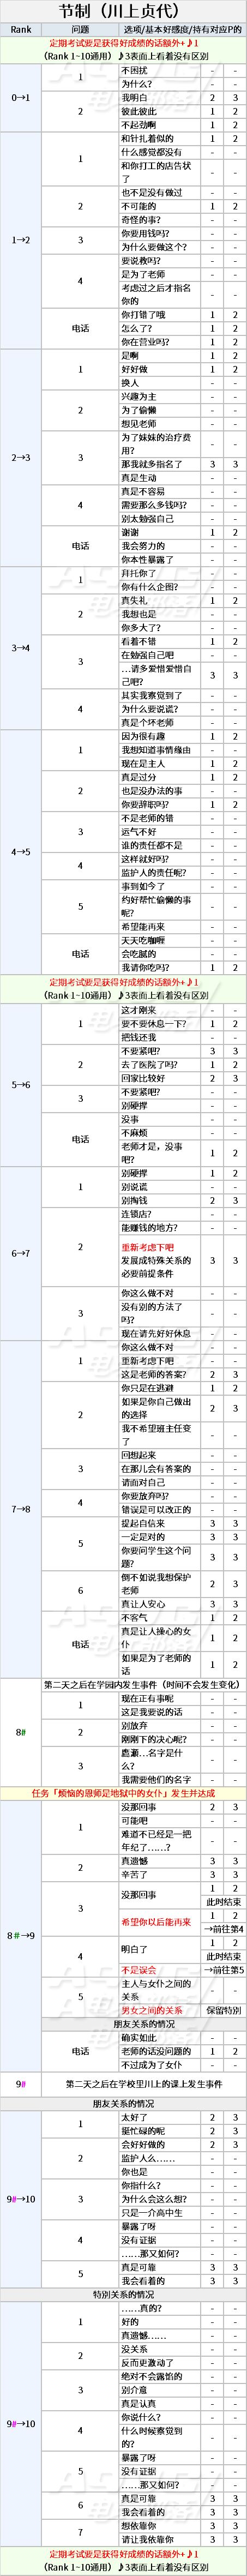 节制（川上贞代）
Rank 问题 选项/基本好感度/持有对应P的
定期考试要是获得好成绩的话额外+♪1
（Rank 1~10通用）♪3表面上看着没有区别
0→1
1
不困扰 - -
为什么? - -
2
我明白 2 3
彼此彼此 1 2
不起劲啊 1 2
1→2
1
和针扎着似的 1 2
什么感觉都没有 - -
和你打工的店告状
了 - -
2
也不是没有做过 - -
不可能的 1 2
奇怪的事? - -
3
你要用钱吗? - -
为什么要做这个? - -
4
要说教吗? - -
是为了老师 - -
考虑过之后才指名
你的 - -
电话
你打错了哦 1 2
怎么了? 1 2
你在营业吗? 1 2
2→3
1
是啊 1 2
好好做 1 2
换人 - -
2
兴趣为主 - -
为了偷懒 - -
想见老师 - -
3
为了妹妹的治疗费
用? - -
那我就多指名了 3 3
真是生动 - -
4
真是不容易 - -
需要那么多钱吗? - -
别太勉强自己 - -
电话
谢谢 1 2
我会努力的 - -
你本性暴露了 - -
3→4
1
拜托你了 - -
你有什么企图? - -
2
真失礼 1 2
我想也是 - -
你多大了? - -
3
看着不错 1 2
在勉强自己吧 - -
…请多爱惜爱惜自
己吧? 3 3
4
其实我察觉到了 - -
为什么要说谎? - -
真是个坏老师 - -
4→5
1
因为很有趣 1 2
我想知道事情缘由 - -
现在是主人 1 2
2
真是过分 1 2
也是没办法的事 - -
你要辞职吗? 1 2
3
不是老师的错 - -
运气不好 - -
谁的责任都不是 - -
4
这样就好吗? - -
监护人的责任呢? - -
5
事到如今了 - -
约好帮忙偷懒的事
呢? - -
希望能再来 - -
电话
天天吃咖喱 - -
会吃腻的 - -
我请你吃吗? 1 2
定期考试要是获得好成绩的话额外+♪1
（Rank 1~10通用）♪3表面上看着没有区别
5→6
1
这才刚来 - -
要不要休息一下? 1 2
把钱还我 - -
2
不要紧吧? 3 3
去了医院了吗? 1 2
回家比较好 2 3
3
不要紧吧? - -
别硬撑 - -
电话
没事 - -
不麻烦 - -
老师才是，没事
吧? 1 2
6→7
1
别硬撑 1 2
别说谎 - -
别掏钱 2 3
2
连锁店? - -
能赚钱的地方? - -
重新考虑下吧
发展成特殊关系的
必要前提条件 3 3
3
你这么做不对 - -
没有别的方法了
吗? - -
现在请先好好休息 - -
7→8
1
你这么做不对 - -
重新考虑下吧 - -
这是老师的答案? 2 3
2
你只是在逃避 1 2
如果是你自己做出
的选择 2 3
我不希望班主任变
了 - -
3
回想起来 - -
在那儿会有答案的 - -
请面对自己 - -
4
你要放弃吗? - -
错误是可以改正的 - -
5
提起自信来 3 3
一定是对的 3 3
你要问学生这个问
题? 3 3
6
倒不如说我想保护
老师 2 3
真让人安心 3 3
电话
不客气 1 2
真是让人操心的女
仆 1 2
如果是为了老师的
话 1 2
8#
第二天之后在学园内发生事件（时间不会发生变化）
1
现在正有事呢 - -
这是我要说的话 - -
2
别放弃 - -
刚刚下的决心呢? - -
3
鹿濑…名字是什
么? - -
我需要他们的名字 - -
任务「烦恼的恩师是地狱中的女仆」发生并达成
8#→9
1
没那回事 2 3
可能吧 - -
难道不已经是一把
年纪了……? - -
2
真遗憾 3 3
辛苦了 3 3
3
没那回事 1 2
此时结束
希望你以后能再来 1 2
→前往第4
4
明白了 1 2
此时结束
不是误会 →前往第5
5
主人与女仆之间的
关系 - -
男女之间的关系 保留特别
朋友关系的情况
电话
确实如此 - -
老师的话没问题的 1 2
不过成为了女仆 - -
9# 第二天之后在学校里川上的课上发生事件
朋友关系的情况
9#→10
1
太好了 2 3
挺忙碌的呢 2 3
2
会好好做的 2 3
监护人么…… - -
你也是 - -
3
你指什么? - -
为什么会这么想? - -
只是一介高中生 - -
4
暴露了呀 - -
没有证据 - -
……那又如何? - -
5
真是可靠 3 3
我会看着的 3 3
特别关系的情况
9#→10
1
……真的? - -
好的 - -
2
真遗憾…… - -
没关系 - -
反而更激动了 - -
3
绝对不会露馅的 - -
别介意 - -
真是认真 - -
4
你说什么? - -
什么时候察觉到
的? - -
5
暴露了呀 - -
没有证据 - -
……那又如何? - -
6
真是可靠 3 3
我会看着的 3 3
7
想依靠你 3 3
请让我依靠你 3 3
定期考试要是获得好成绩的话额外+♪1
（Rank 1~10通用）♪3表面上看着没有区别